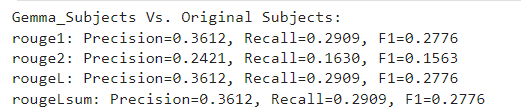 Gemma_Subjects Vs. Original Subjects:
rouge1: Precision=0.3612, Recall=0.2909, F1=0.2776
rouge2: Precision=0.2421, Recall=0.1630, F1=0.1563
rougeL: Precision=0.3612, Recall=0.2909, F1=0.2776
rougeLsum: Precision=0.3612, Recall=0.2909, F1=0.2776